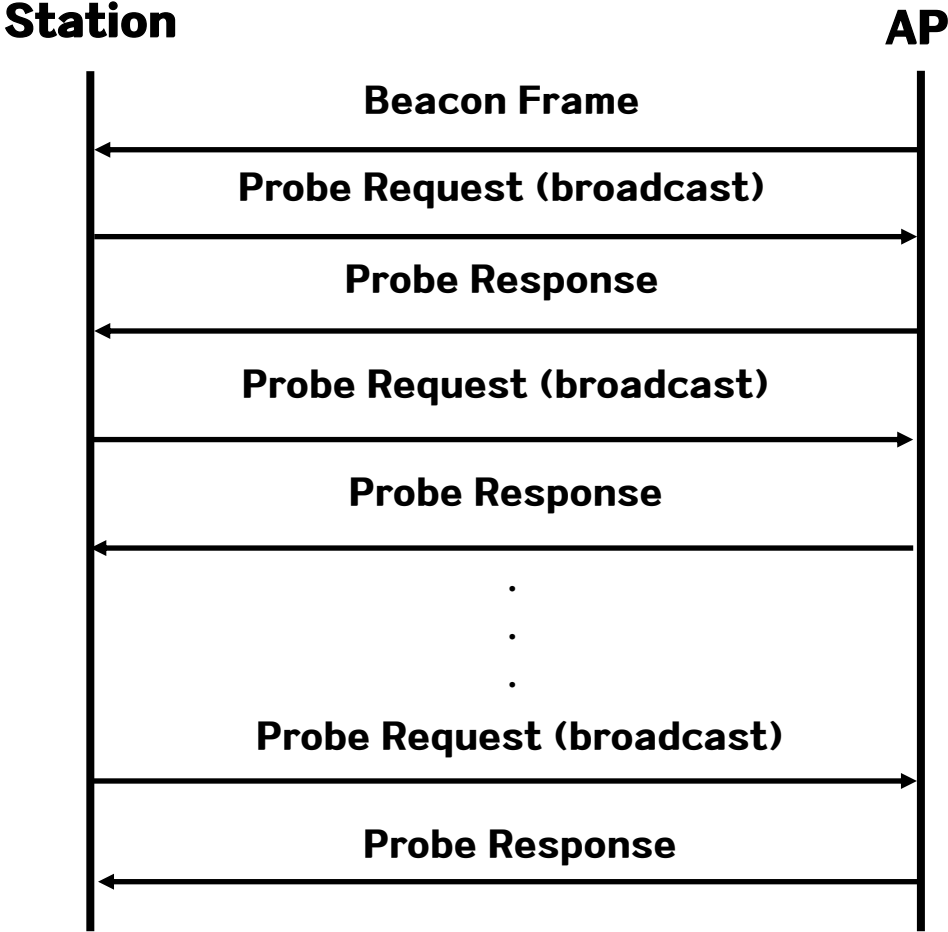 Station
AP
Beacon Frame
Probe Request (broadcast)
Probe Response
Probe Request (broadcast)
Probe Response
.
.
.
Probe Request (broadcast)
Probe Response